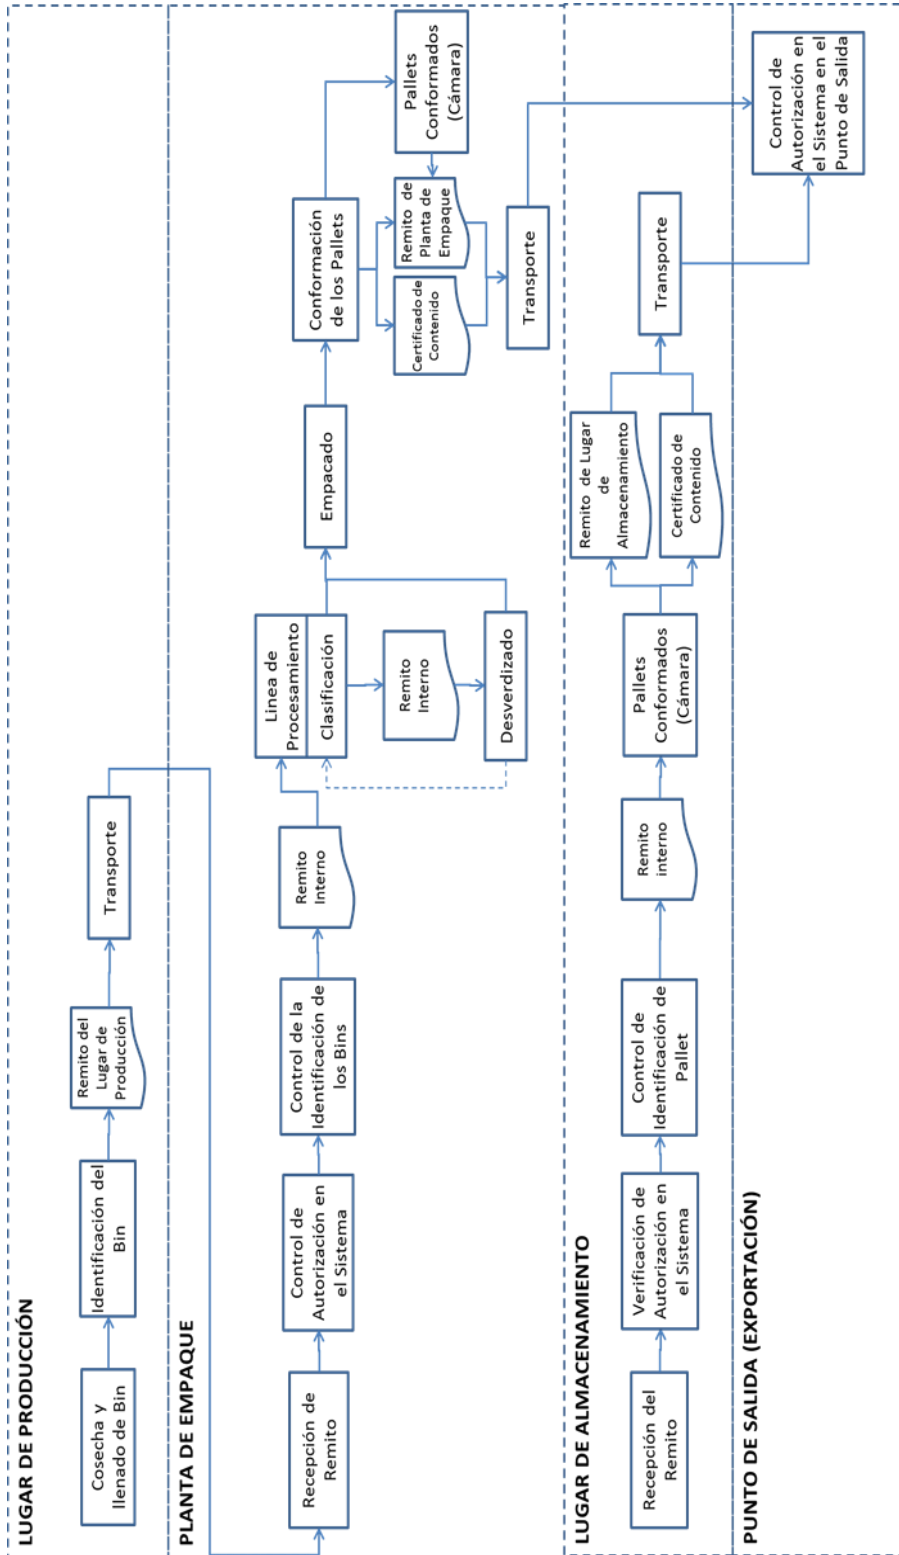 LUGAR DE PRODUCCIÓN
Cosecha y
llenado de Bin
Identificación del
Bin
Remito del
Lugar de
Producción
Transporte
PLANTA DE EMPAQUE
Recepción de
Remito
Control de
Autorización en
el Sistema
Control de la
Identificación de
los Bins
Remito
Interno
Linea de
Procesamiento
Clasificación
Remito
Interno
Desverdizado
Empacado
Conformación
de los Pallets
Pallets
Conformados
(Cámara)
Remito de
Planta de
Empaque
Certificado de
Contenido
Transporte
LUGAR DE ALMACENAMIENTO
Recepción del
Remito
Verificación de
Autorización en
el Sistema
Control de
Identificación de
Pallet
Remito
interno
Pallets
Conformados
(Cámara)
Remito de Lugar
de
Almacenamiento
Certificado de
Contenido
Transporte
PUNTO DE SALIDA (EXPORTACIÓN)
Control de
Autorización en
el Sistema en el
Punto de Salida